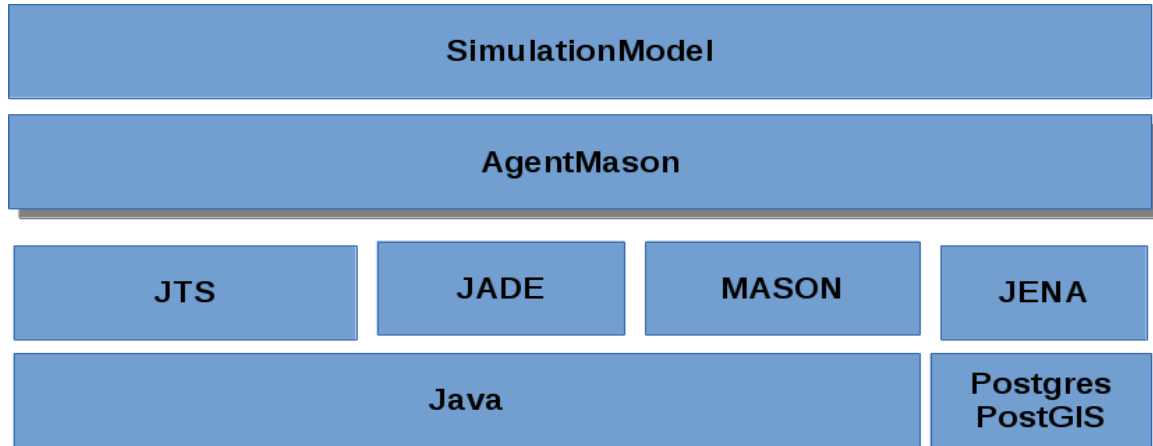 SimulationModel
AgentMason
JTS
JADE
MASON
JENA
Java
Postgres
PostGIS